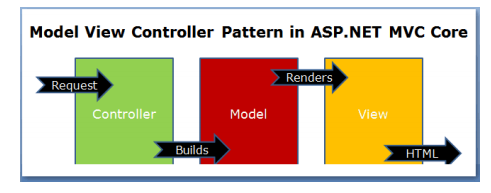 Model View Controller Pattern in ASP.NET MVC Core
Request
Renders
Controller
Model
View
Builds
HTML